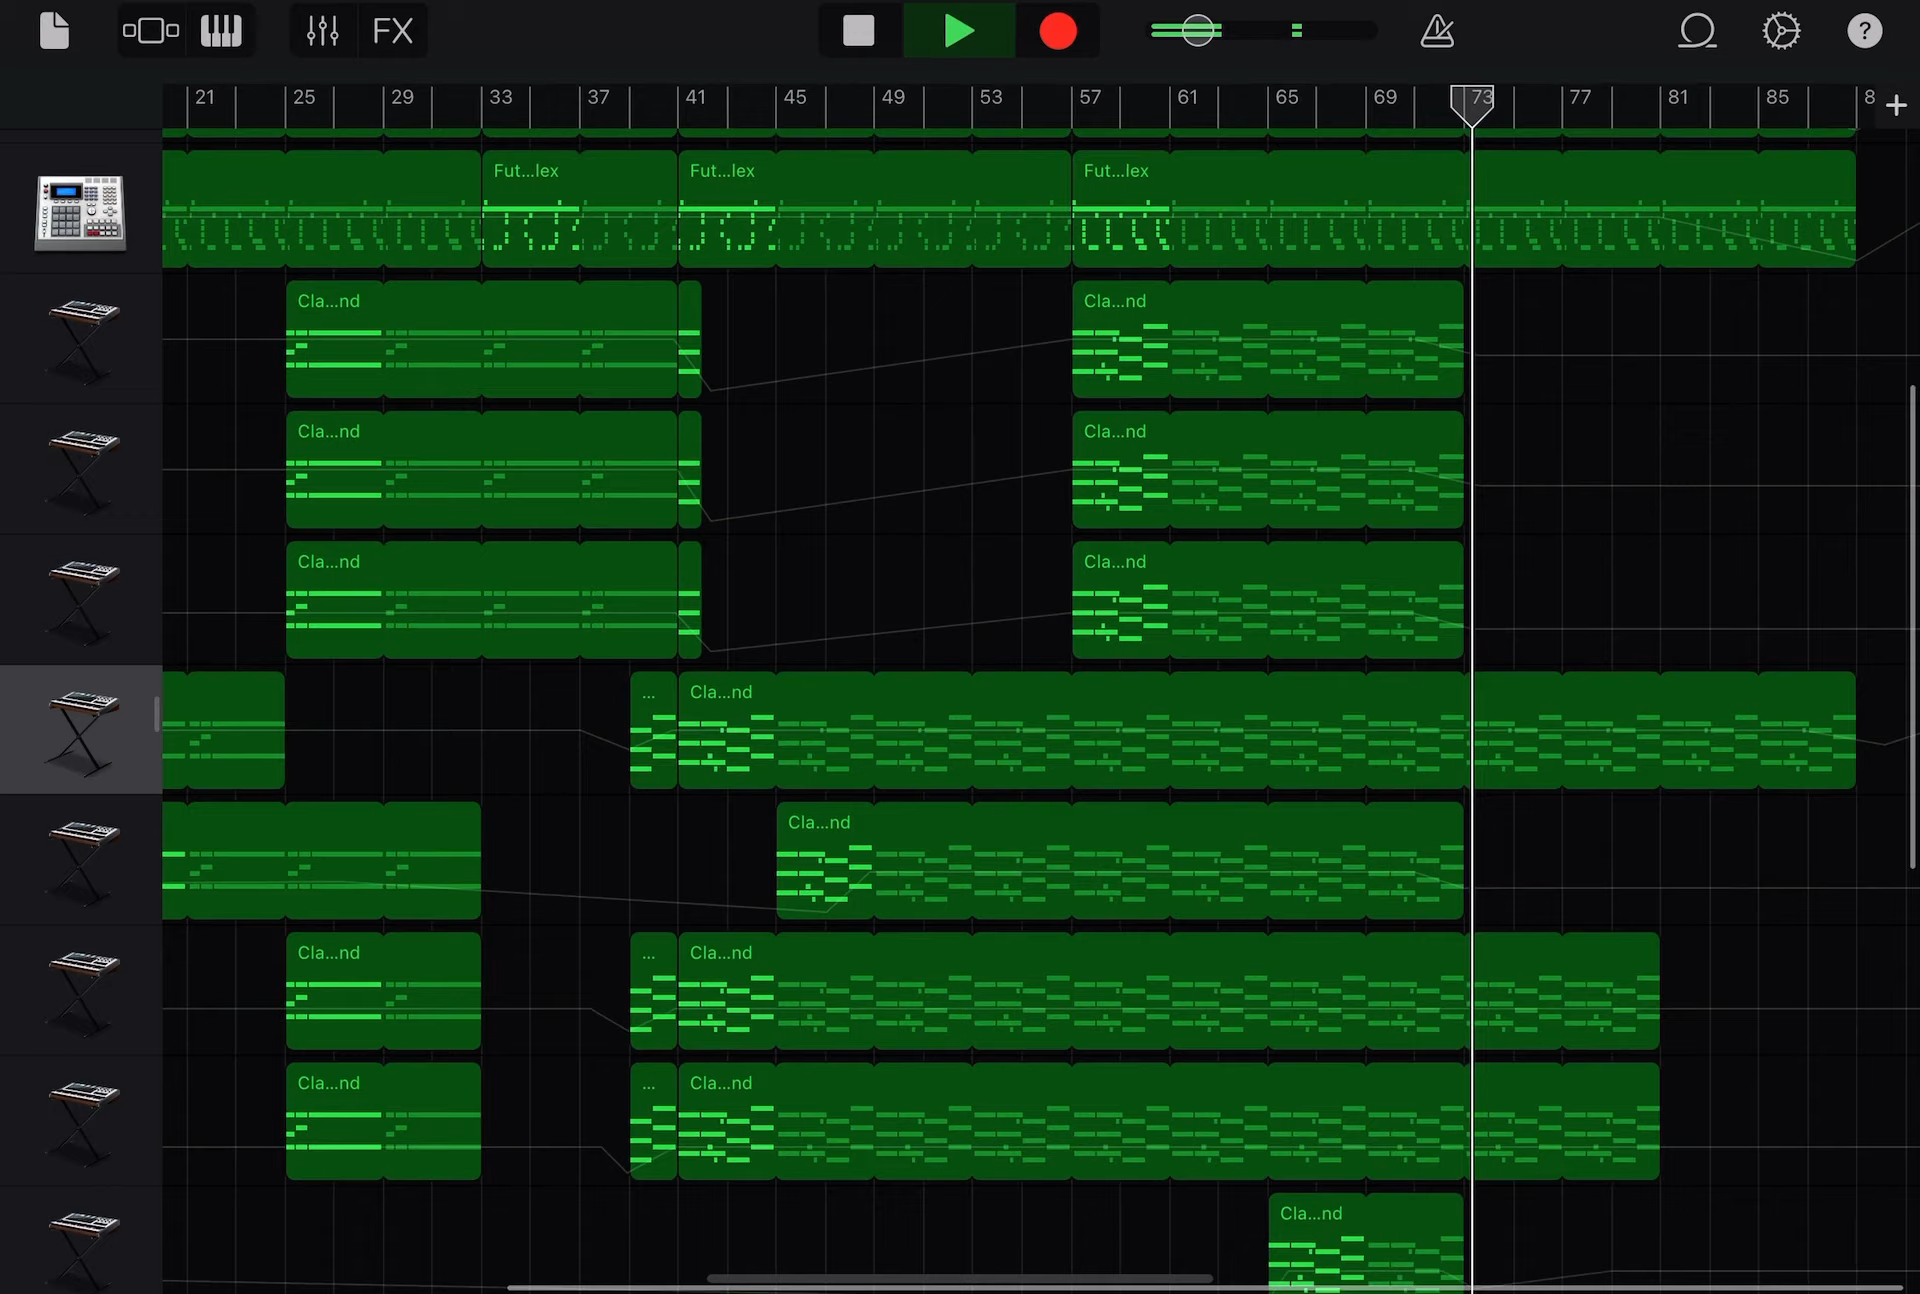 FX ?
21 25 29 33 37 41 45 49 53 57 61 65 69 73 77 81 85 8 +
Fut...lex Fut...lex Fut...lex
Cla...nd Cla...nd
Cla...nd Cla...nd
Cla...nd Cla...nd
... Cla...nd
Cla...nd
Cla...nd ... Cla...nd
Cla...nd ... Cla...nd
Cla...nd